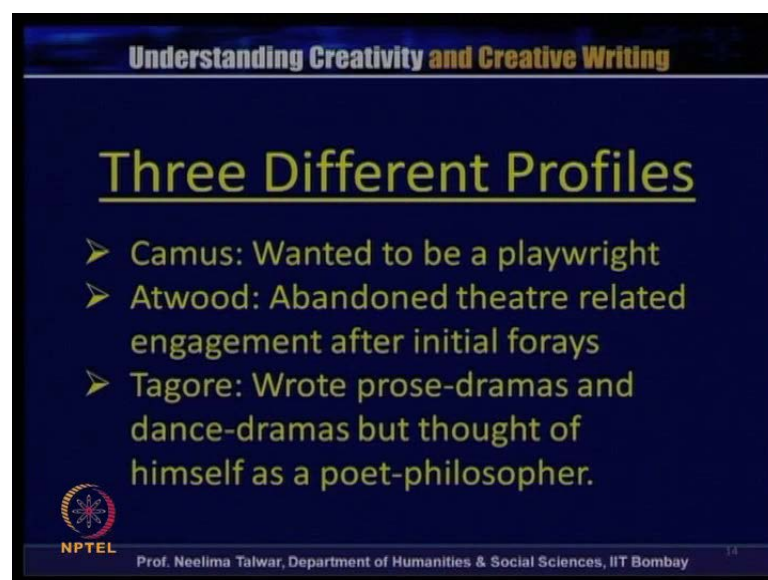 Understanding Creativity and Creative Writing
Three Different Profiles
➤ Camus: Wanted to be a playwright
➤ Atwood: Abandoned theatre related
engagement after initial forays
➤ Tagore: Wrote prose-dramas and
dance-dramas but thought of
himself as a poet-philosopher.
NPTEL
Prof. Neelima Talwar, Department of Humanities & Social Sciences, IIT Bombay
14